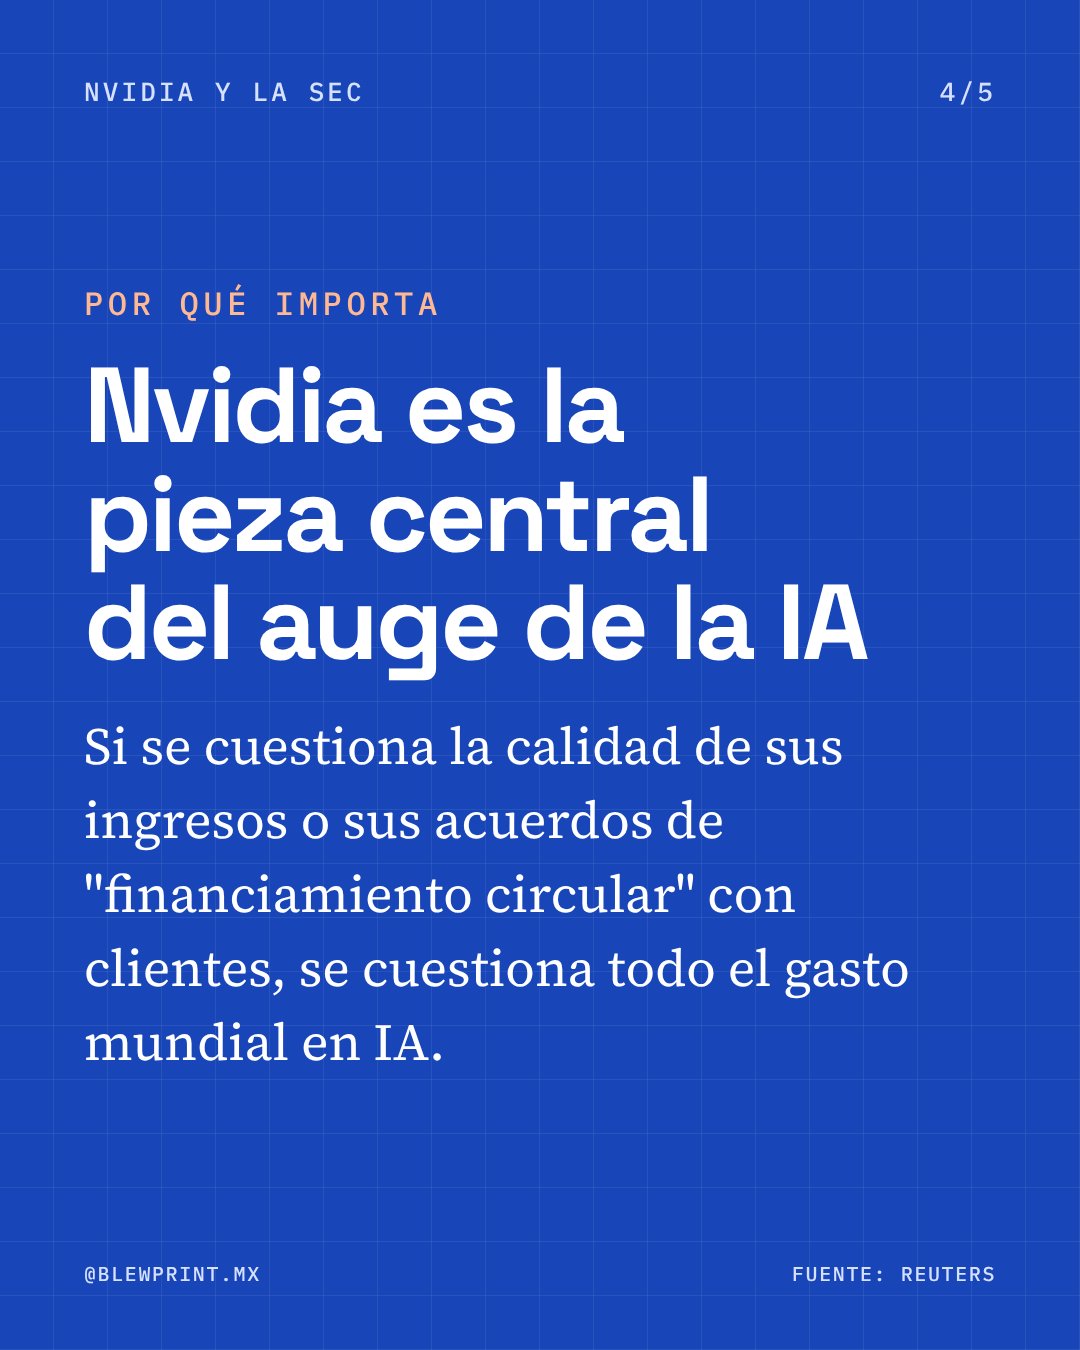 NVIDIA Y LA SEC
4/5
POR QUÉ IMPORTA
Nvidia es la
pieza central
del auge de la IA
Si se cuestiona la calidad de sus
ingresos o sus acuerdos de
"financiamiento circular" con
clientes, se cuestiona todo el gasto
mundial en IA.
@BLEWPRINT.MX
FUENTE: REUTERS